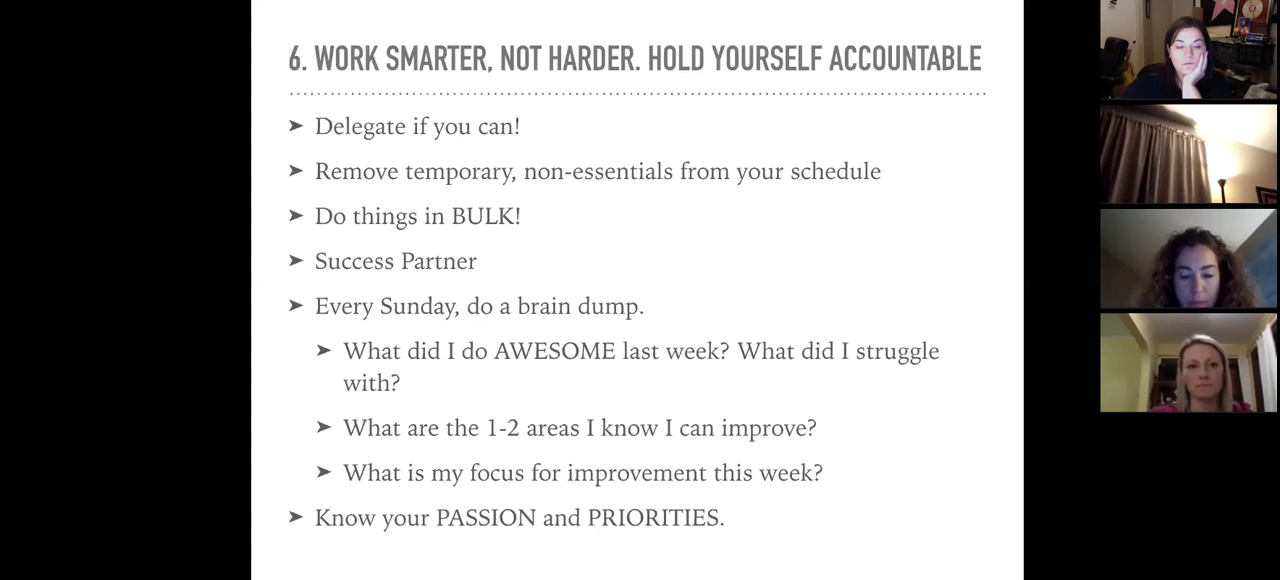 6. WORK SMARTER, NOT HARDER. HOLD YOURSELF ACCOUNTABLE
➤ Delegate if you can!
➤ Remove temporary, non-essentials from your schedule
➤ Do things in BULK!
➤ Success Partner
➤ Every Sunday, do a brain dump.
➤ What did I do AWESOME last week? What did I struggle
with?
➤ What are the 1-2 areas I know I can improve?
➤ What is my focus for improvement this week?
➤ Know your PASSION and PRIORITIES.